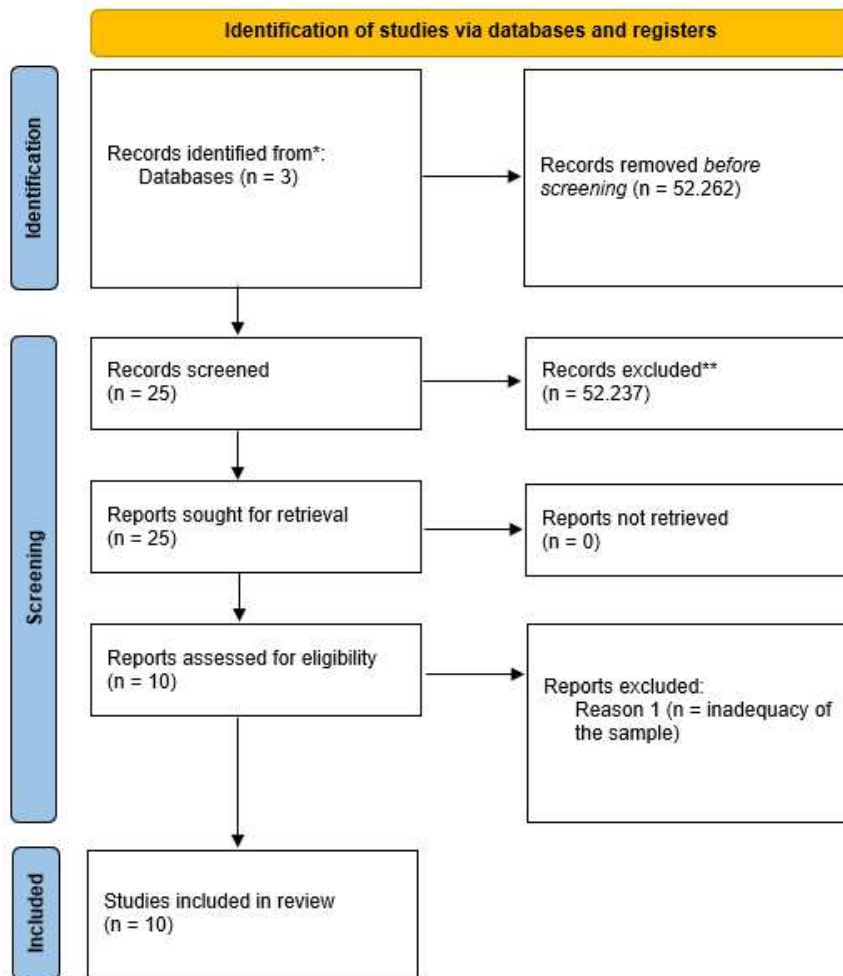 Identification of studies via databases and registers
Identification
Records identified from*:
Databases (n = 3)
Records removed before
screening (n = 52.262)
Screening
Records screened
(n = 25)
Records excluded**
(n = 52.237)
Reports sought for retrieval
(n = 25)
Reports not retrieved
(n = 0)
Reports assessed for eligibility
(n = 10)
Reports excluded:
Reason 1 (n = inadequacy of
the sample)
Included
Studies included in review
(n = 10)